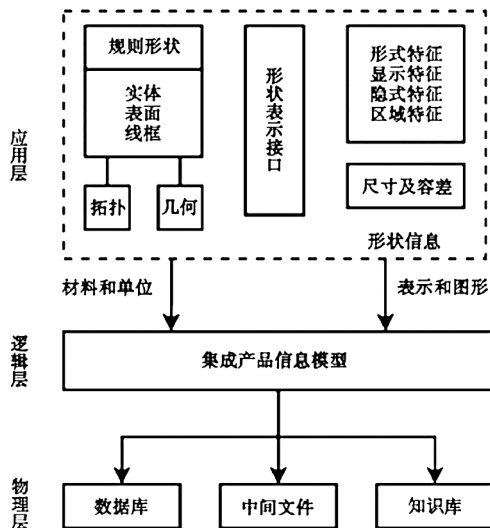 规则形状
实体
表面
线框
拓扑
几何
形状表示接口
形式特征
显示特征
隐式特征
区域特征
尺寸及容差
形状信息
应用层
材料和单位
表示和图形
逻辑层
集成产品信息模型
物理层
数据库
中间文件
知识库